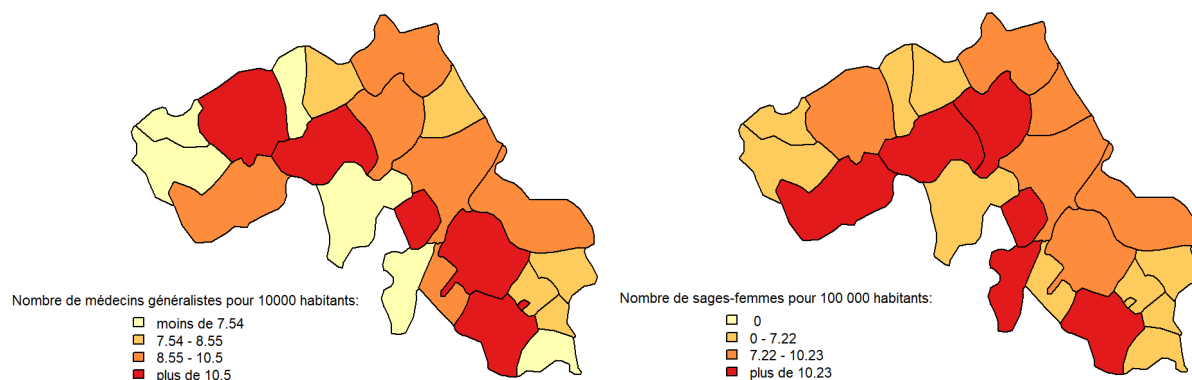 Nombre de médecins généralistes pour 10000 habitants:
moins de 7.54
7.54 - 8.55
8.55 - 10.5
plus de 10.5
Nombre de sages-femmes pour 100 000 habitants:
0
0 - 7.22
7.22 - 10.23
plus de 10.23